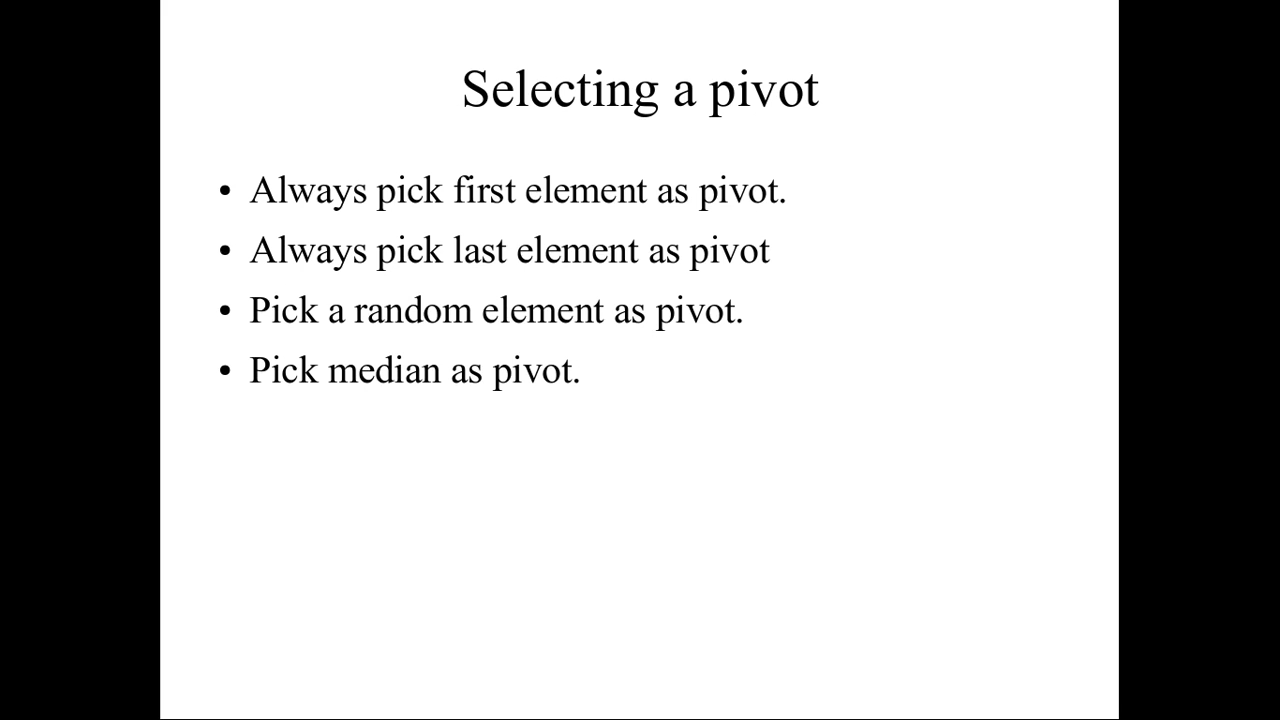 Selecting a pivot
• Always pick first element as pivot.
• Always pick last element as pivot
• Pick a random element as pivot.
• Pick median as pivot.